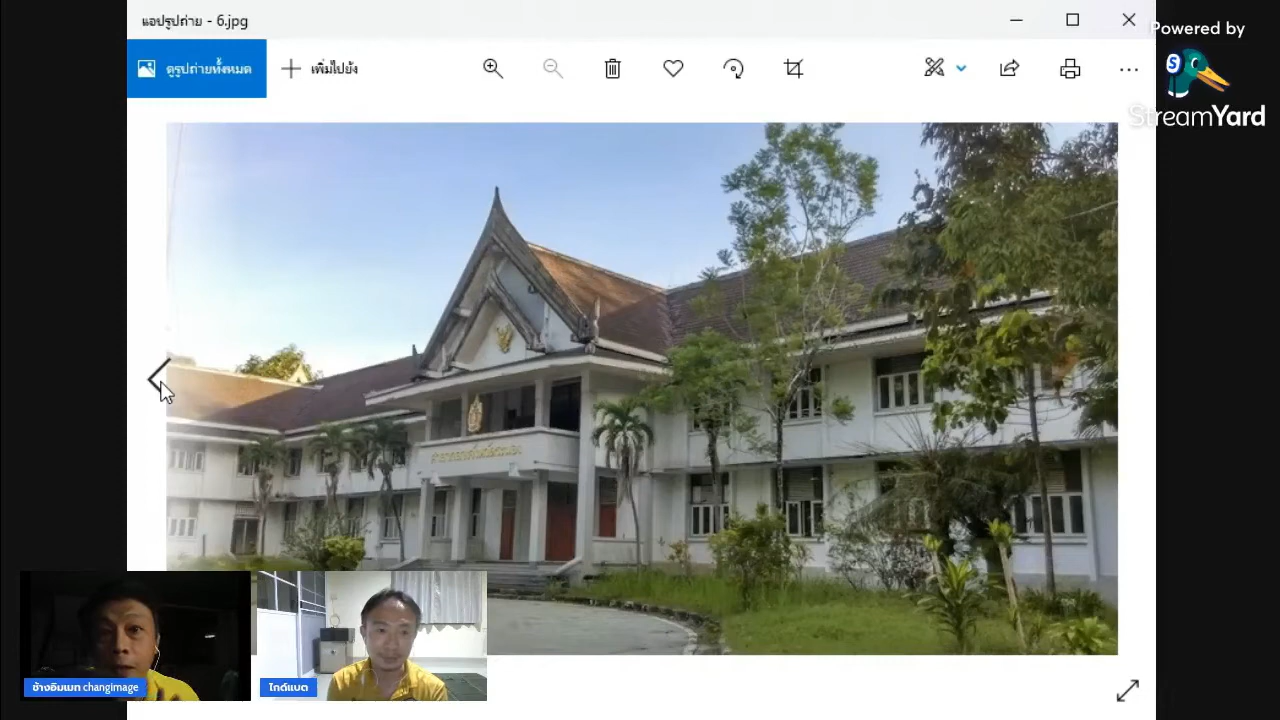 แอปรูปถ่าย - 6.jpg
Powered by
ดูรูปถ่ายทั้งหมด
เพิ่มไปยัง
StreamYard
ช้างอิมเมท changimage
ไกด์แบต